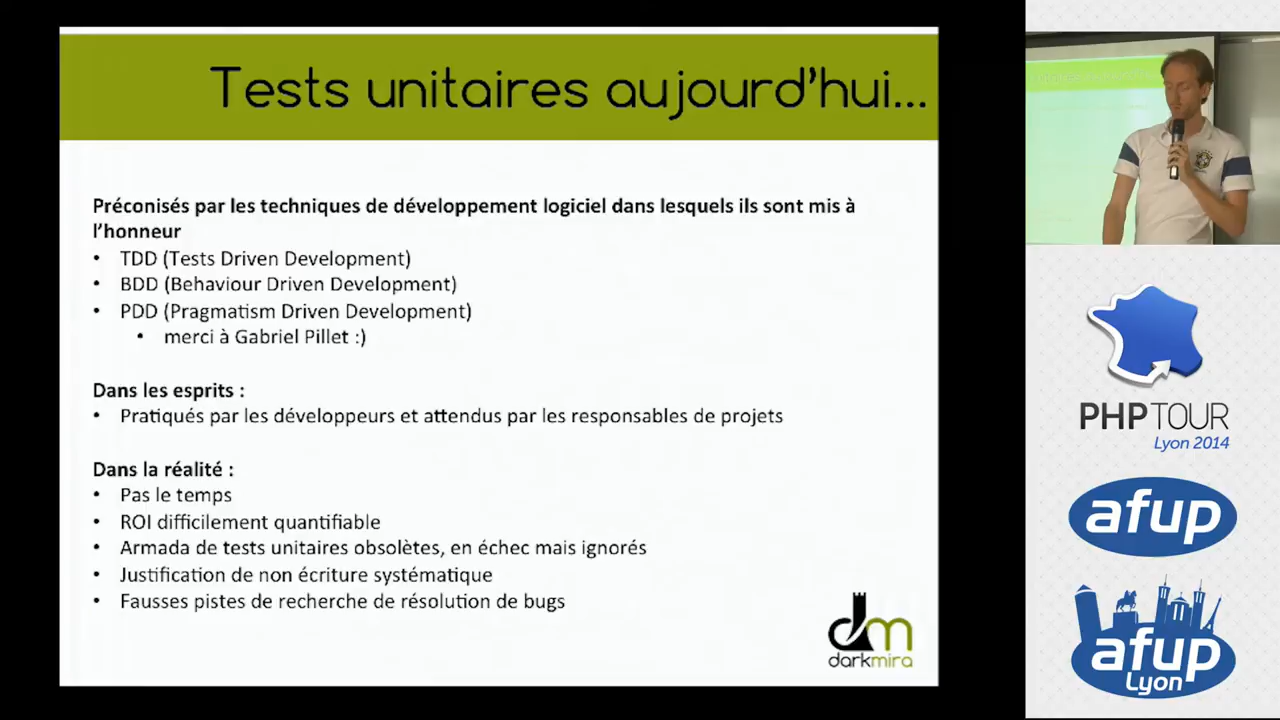 Tests unitaires aujourd'hui...
Préconisés par les techniques de développement logiciel dans lesquels ils sont mis à
l'honneur
• TDD (Tests Driven Development)
• BDD (Behaviour Driven Development)
• PDD (Pragmatism Driven Development)
• merci à Gabriel Pillet :)
Dans les esprits :
• Pratiqués par les développeurs et attendus par les responsables de projets
Dans la réalité :
• Pas le temps
• ROI difficilement quantifiable
• Armada de tests unitaires obsolètes, en échec mais ignorés
• Justification de non écriture systématique
• Fausses pistes de recherche de résolution de bugs
dm
darkmira
PHP TOUR
Lyon 2014
afup
afup
Lyon